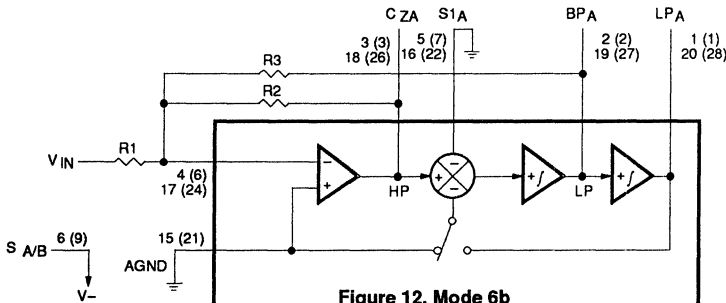 C ZA S1A BPA LPA
3 (3) 5 (7) 2 (2) 1 (1)
18 (26) 16 (22) 19 (27) 20 (28)
R3
R2
R1
V IN
4 (6)
17 (24)
−
+
HP
+
−
−
+∫
LP
+∫
S A/B 6 (9)
V−
15 (21)
AGND
Figure 12. Mode 6b